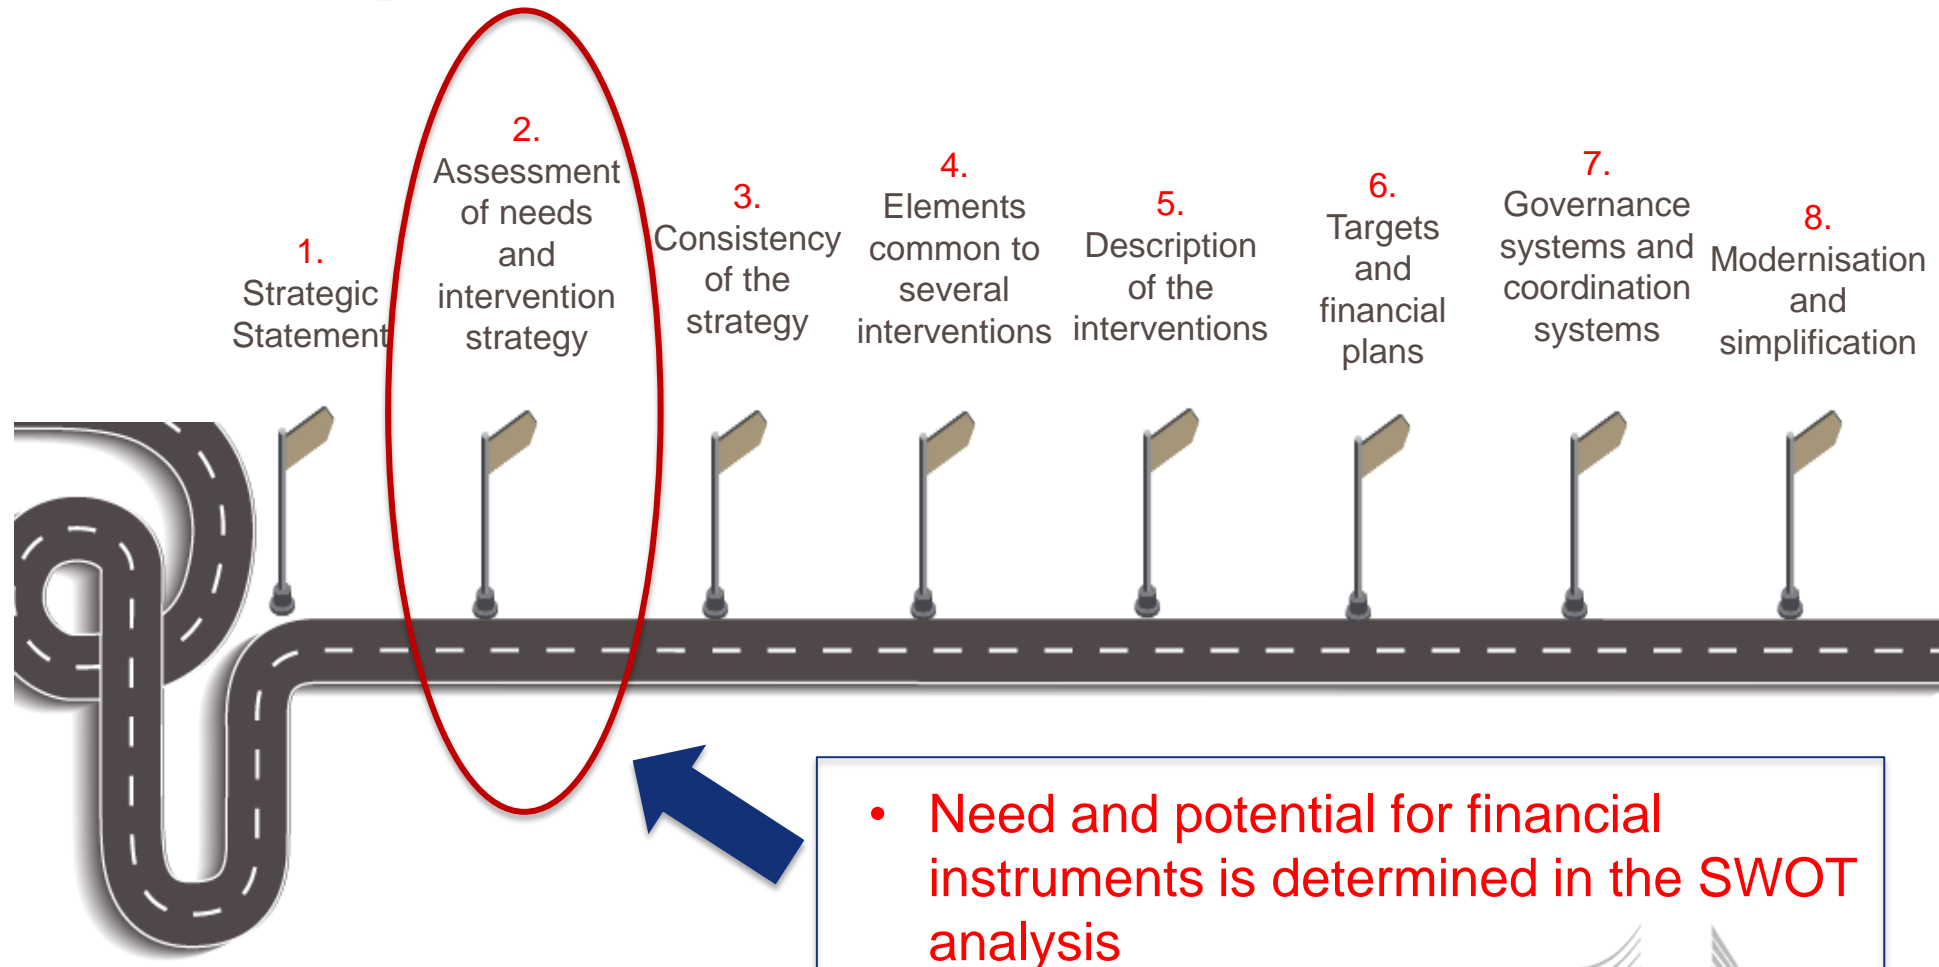 1.
Strategic
Statement
2.
Assessment
of needs
and
intervention
strategy
3.
Consistency
of the
strategy
4.
Elements
common to
several
interventions
5.
Description
of the
interventions
6.
Targets
and
financial
plans
7.
Governance
systems and
coordination
systems
8.
Modernisation
and
simplification
• Need and potential for financial
instruments is determined in the SWOT
analysis